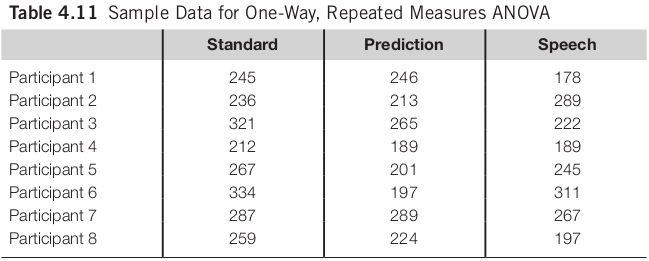 Table 4.11 Sample Data for One-Way, Repeated Measures ANOVA
Standard Prediction Speech
Participant 1 245 246 178
Participant 2 236 213 289
Participant 3 321 265 222
Participant 4 212 189 189
Participant 5 267 201 245
Participant 6 334 197 311
Participant 7 287 289 267
Participant 8 259 224 197